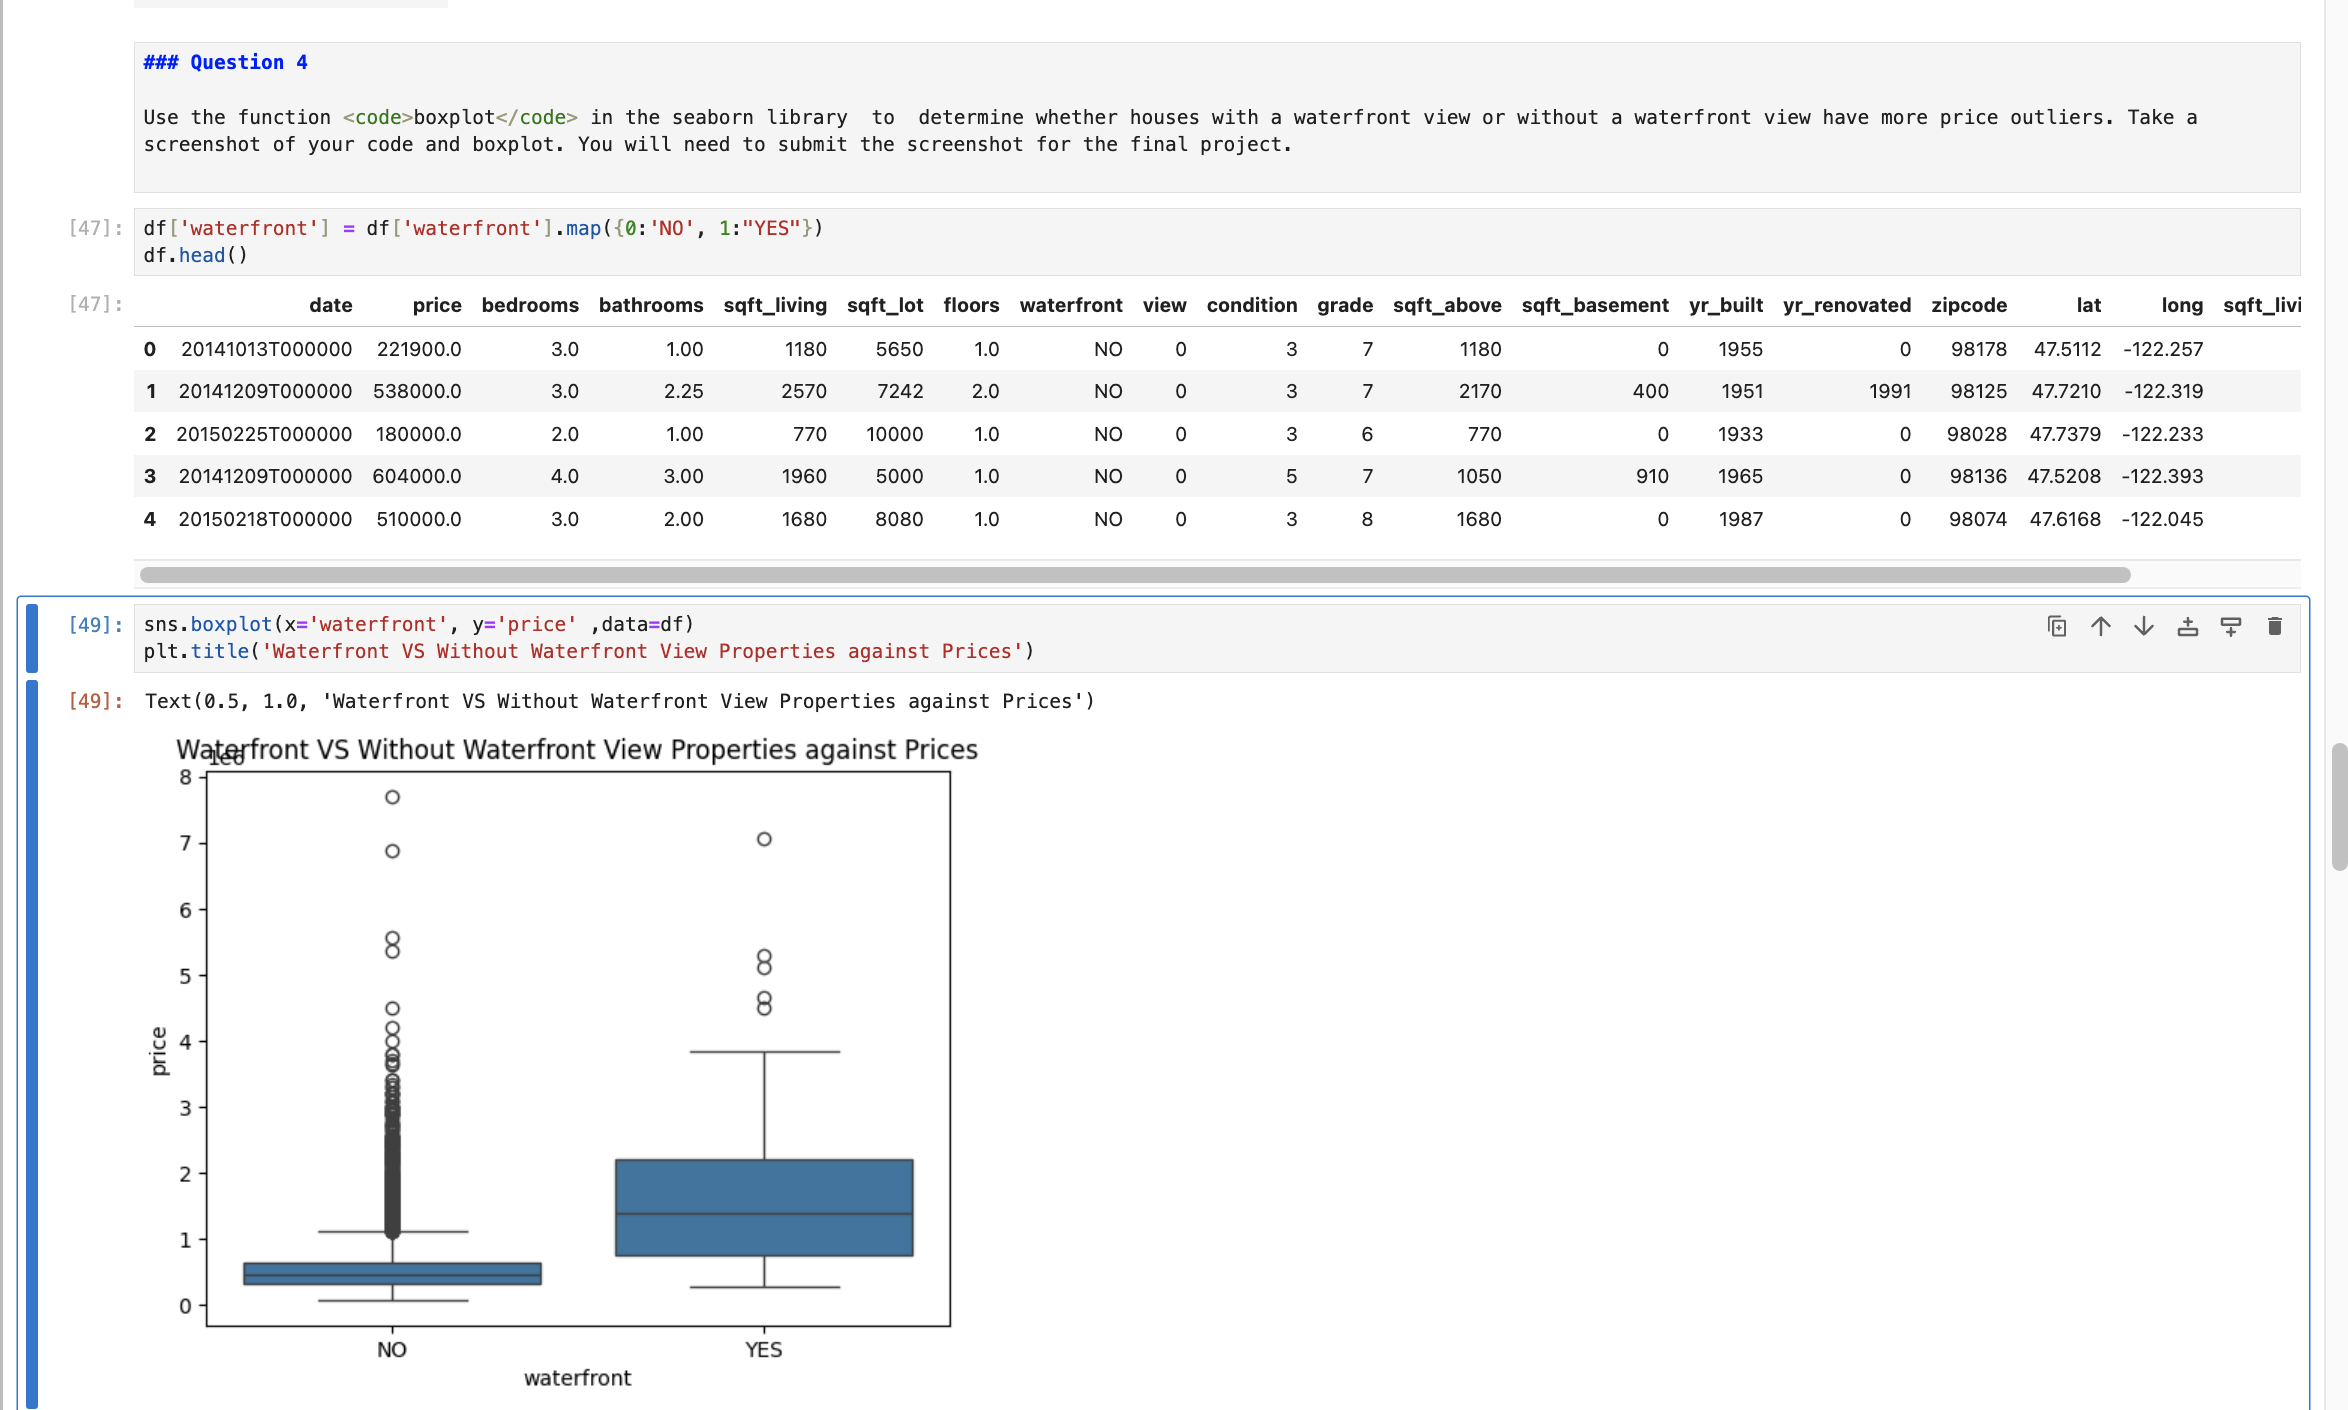 ### Question 4
Use the function <code>boxplot</code> in the seaborn library  to  determine whether houses with a waterfront view or without a waterfront view have more price outliers. Take a
screenshot of your code and boxplot. You will need to submit the screenshot for the final project.
[47]: df['waterfront'] = df['waterfront'].map({0:'NO', 1:"YES"})
df.head()
[47]: date price bedrooms bathrooms sqft_living sqft_lot floors waterfront view condition grade sqft_above sqft_basement yr_built yr_renovated zipcode lat long sqft_livi
0 20141013T000000 221900.0 3.0 1.00 1180 5650 1.0 NO 0 3 7 1180 0 1955 0 98178 47.5112 -122.257
1 20141209T000000 538000.0 3.0 2.25 2570 7242 2.0 NO 0 3 7 2170 400 1951 1991 98125 47.7210 -122.319
2 20150225T000000 180000.0 2.0 1.00 770 10000 1.0 NO 0 3 6 770 0 1933 0 98028 47.7379 -122.233
3 20141209T000000 604000.0 4.0 3.00 1960 5000 1.0 NO 0 5 7 1050 910 1965 0 98136 47.5208 -122.393
4 20150218T000000 510000.0 3.0 2.00 1680 8080 1.0 NO 0 3 8 1680 0 1987 0 98074 47.6168 -122.045
[49]: sns.boxplot(x='waterfront', y='price' ,data=df)
plt.title('Waterfront VS Without Waterfront View Properties against Prices')
[49]: Text(0.5, 1.0, 'Waterfront VS Without Waterfront View Properties against Prices')
Waterfront VS Without Waterfront View Properties against Prices
1e6
8
7
6
5
4
3
2
1
0
price
NO YES
waterfront